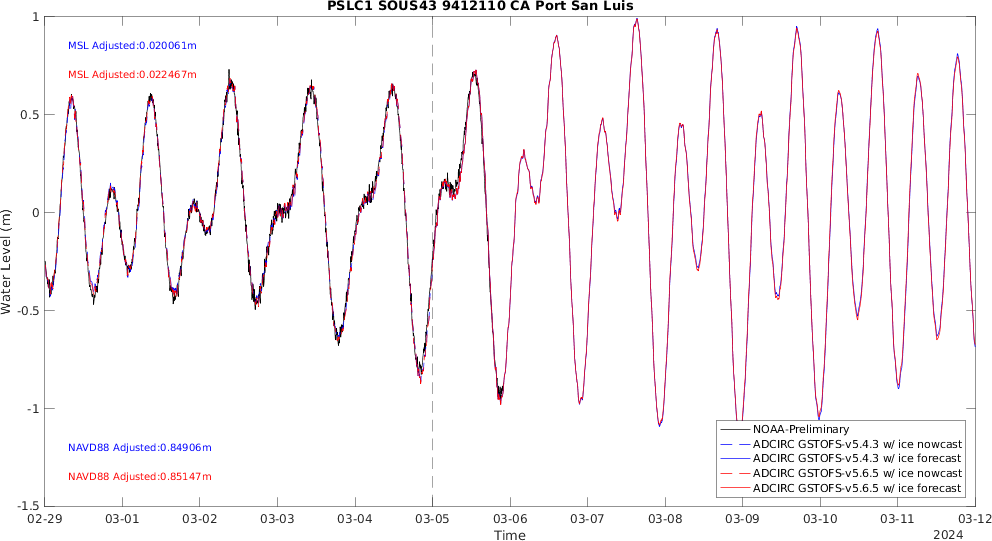 PSLC1 SOUS43 9412110 CA Port San Luis
1
MSL Adjusted:0.020061m
MSL Adjusted:0.022467m
0.5
0
Water Level (m)
-0.5
-1
NOAA-Preliminary
NAVD88 Adjusted:0.84906m
ADCIRC GSTOFS-v5.4.3 w/ ice nowcast
ADCIRC GSTOFS-v5.4.3 w/ ice forecast
NAVD88 Adjusted:0.85147m
ADCIRC GSTOFS-v5.6.5 w/ ice nowcast
ADCIRC GSTOFS-v5.6.5 w/ ice forecast
-1.5
02-29 03-01 03-02 03-03 03-04 03-05 03-06 03-07 03-08 03-09 03-10 03-11 03-12
Time
2024